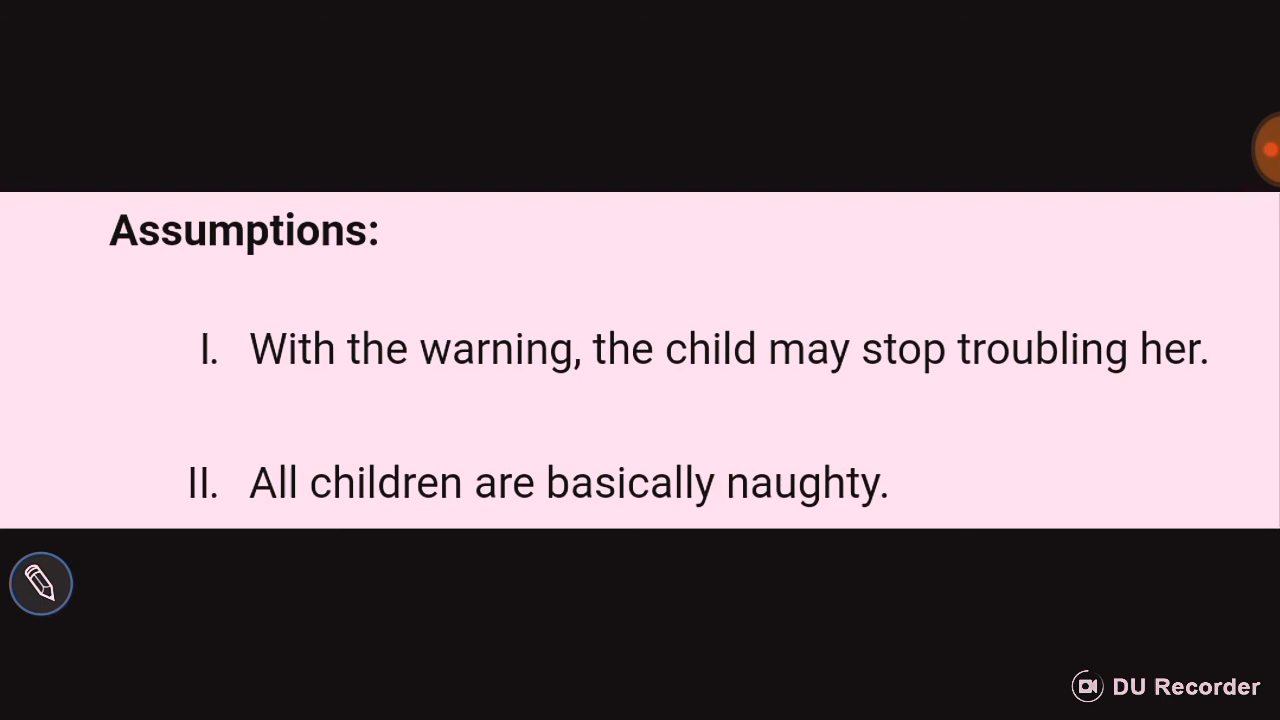 Assumptions:
I. With the warning, the child may stop troubling her.
II. All children are basically naughty.
DU Recorder